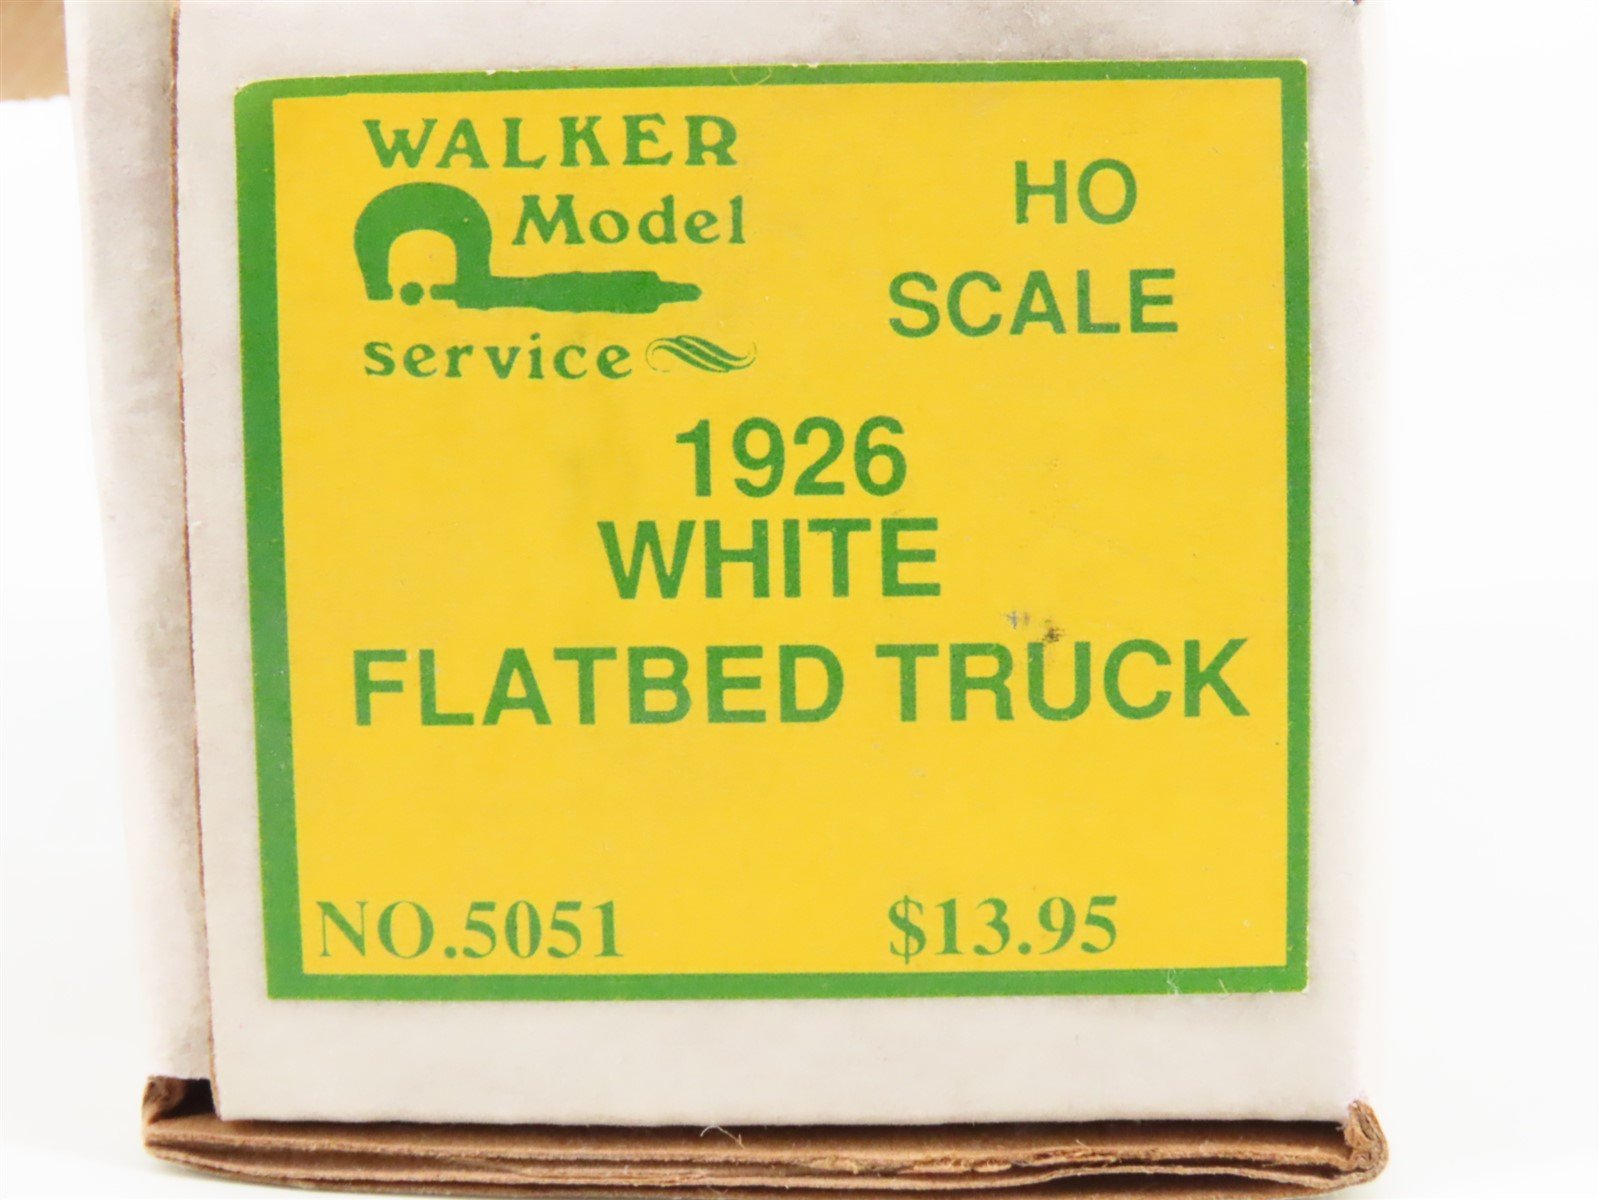 WALKER
Model
service
HO
SCALE
1926
WHITE
FLATBED TRUCK
NO.5051
$13.95